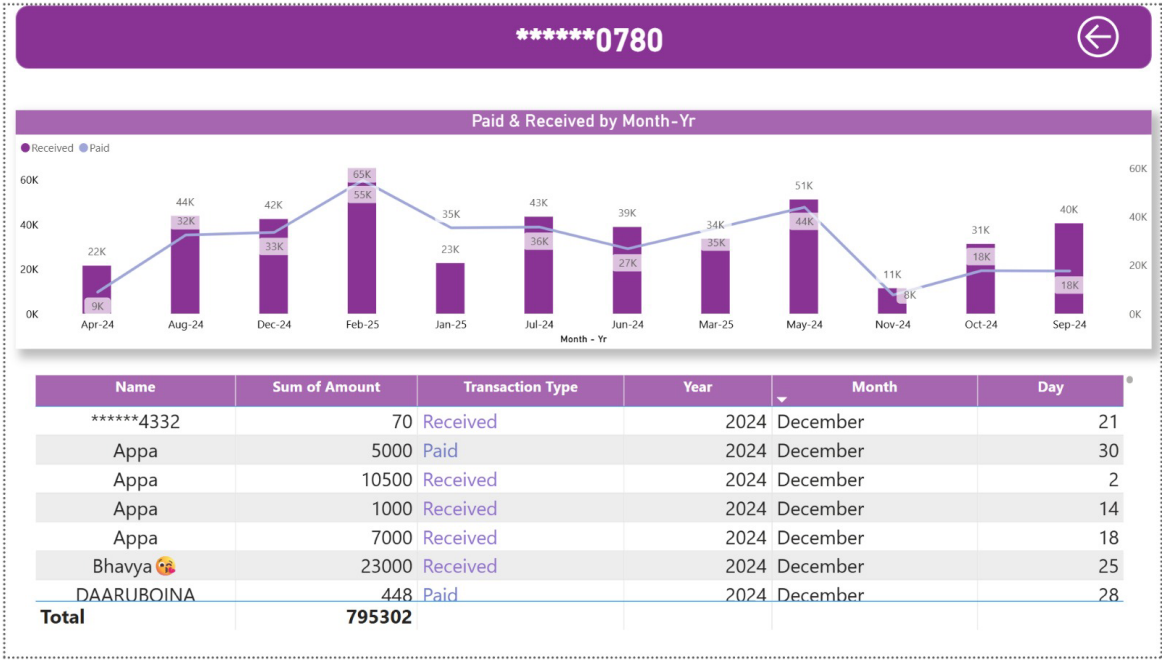 ******0780
Paid & Received by Month-Yr
Received Paid
60K 40K 20K 0K
22K 44K 42K 65K 35K 43K 39K 34K 51K 11K 31K 40K
9K 32K 33K 55K 23K 36K 27K 35K 44K 8K 18K 18K
60K 40K 20K 0K
Apr-24 Aug-24 Dec-24 Feb-25 Jan-25 Jul-24 Jun-24 Mar-25 May-24 Nov-24 Oct-24 Sep-24
Month - Yr
Name Sum of Amount Transaction Type Year Month Day
******4332 70 Received 2024 December 21
Appa 5000 Paid 2024 December 30
Appa 10500 Received 2024 December 2
Appa 1000 Received 2024 December 14
Appa 7000 Received 2024 December 18
Bhavya😘 23000 Received 2024 December 25
DAARUBOINA 448 Paid 2024 December 28
Total 795302